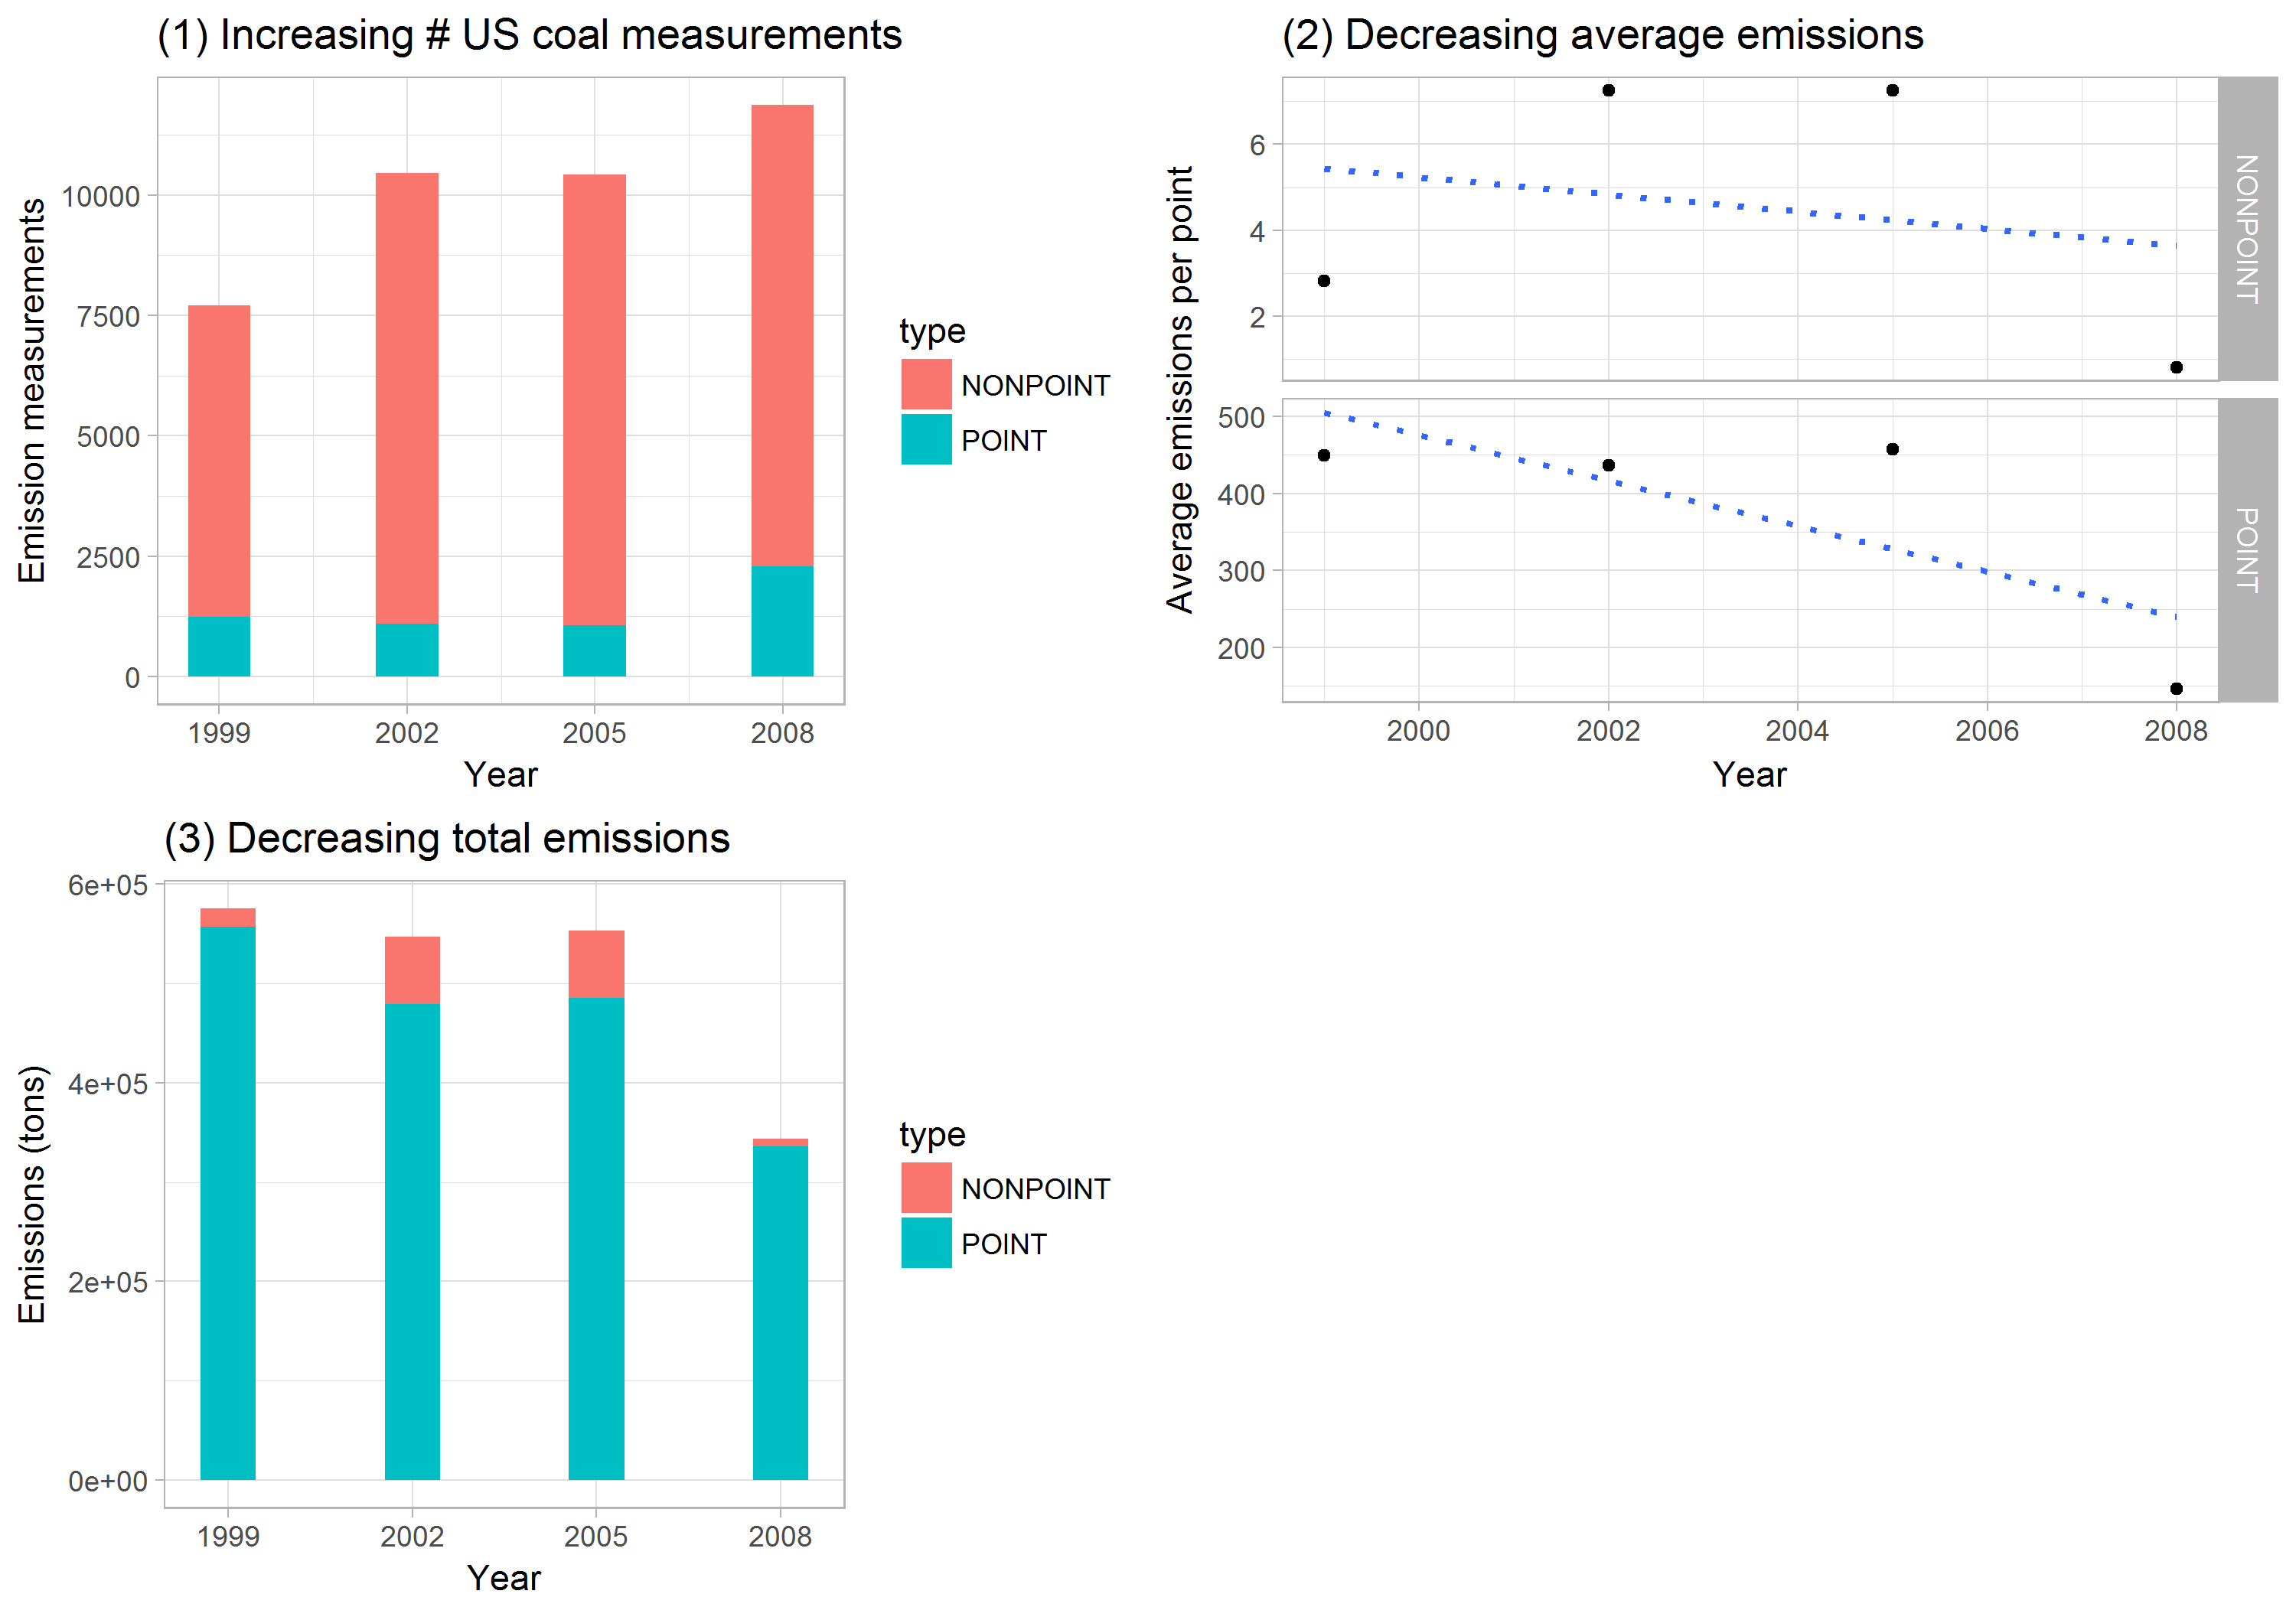 (1) Increasing # US coal measurements
Emission measurements
10000
7500
5000
2500
0
1999 2002 2005 2008
Year
type
NONPOINT
POINT
(2) Decreasing average emissions
Average emissions per point
6
4
2
NONPOINT
500
400
300
200
POINT
2000 2002 2004 2006 2008
Year
(3) Decreasing total emissions
Emissions (tons)
6e+05
4e+05
2e+05
0e+00
1999 2002 2005 2008
Year
type
NONPOINT
POINT